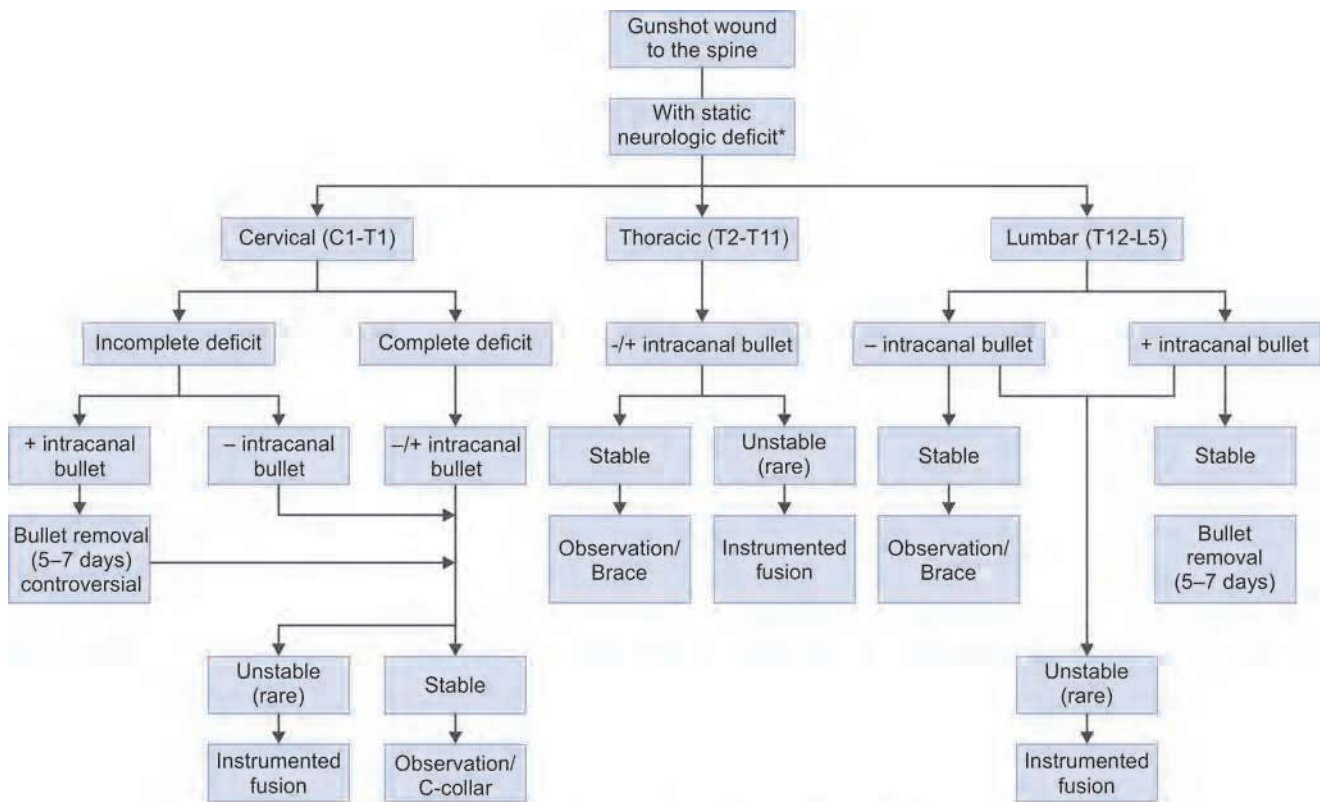 Gunshot wound
to the spine
With static
neurologic deficit*
Cervical (C1-T1)
Thoracic (T2-T11)
Lumbar (T12-L5)
Incomplete deficit
Complete deficit
-/+ intracanal bullet
– intracanal bullet
+ intracanal bullet
+ intracanal
bullet
– intracanal
bullet
–/+ intracanal
bullet
Stable
Unstable
(rare)
Stable
Stable
Bullet removal
(5–7 days)
controversial
Observation/
Brace
Instrumented
fusion
Observation/
Brace
Bullet
removal
(5–7 days)
Unstable
(rare)
Stable
Unstable
(rare)
Instrumented
fusion
Observation/
C-collar
Instrumented
fusion